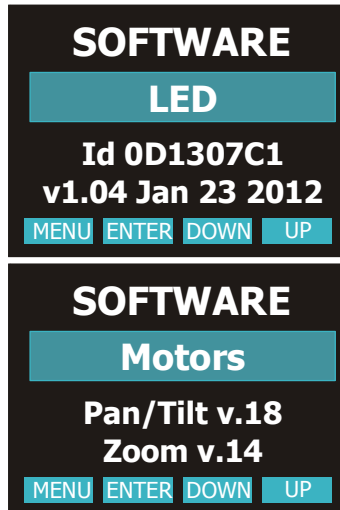 SOFTWARE
LED
Id 0D1307C1
v1.04 Jan 23 2012
MENU ENTER DOWN UP
SOFTWARE
Motors
Pan/Tilt v.18
Zoom v.14
MENU ENTER DOWN UP